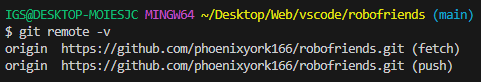 IGS@DESKTOP-MOIESJC MINGW64 ~/Desktop/Web/vscode/robofriends (main)
$ git remote -v
origin  https://github.com/phoenixyork166/robofriends.git (fetch)
origin  https://github.com/phoenixyork166/robofriends.git (push)